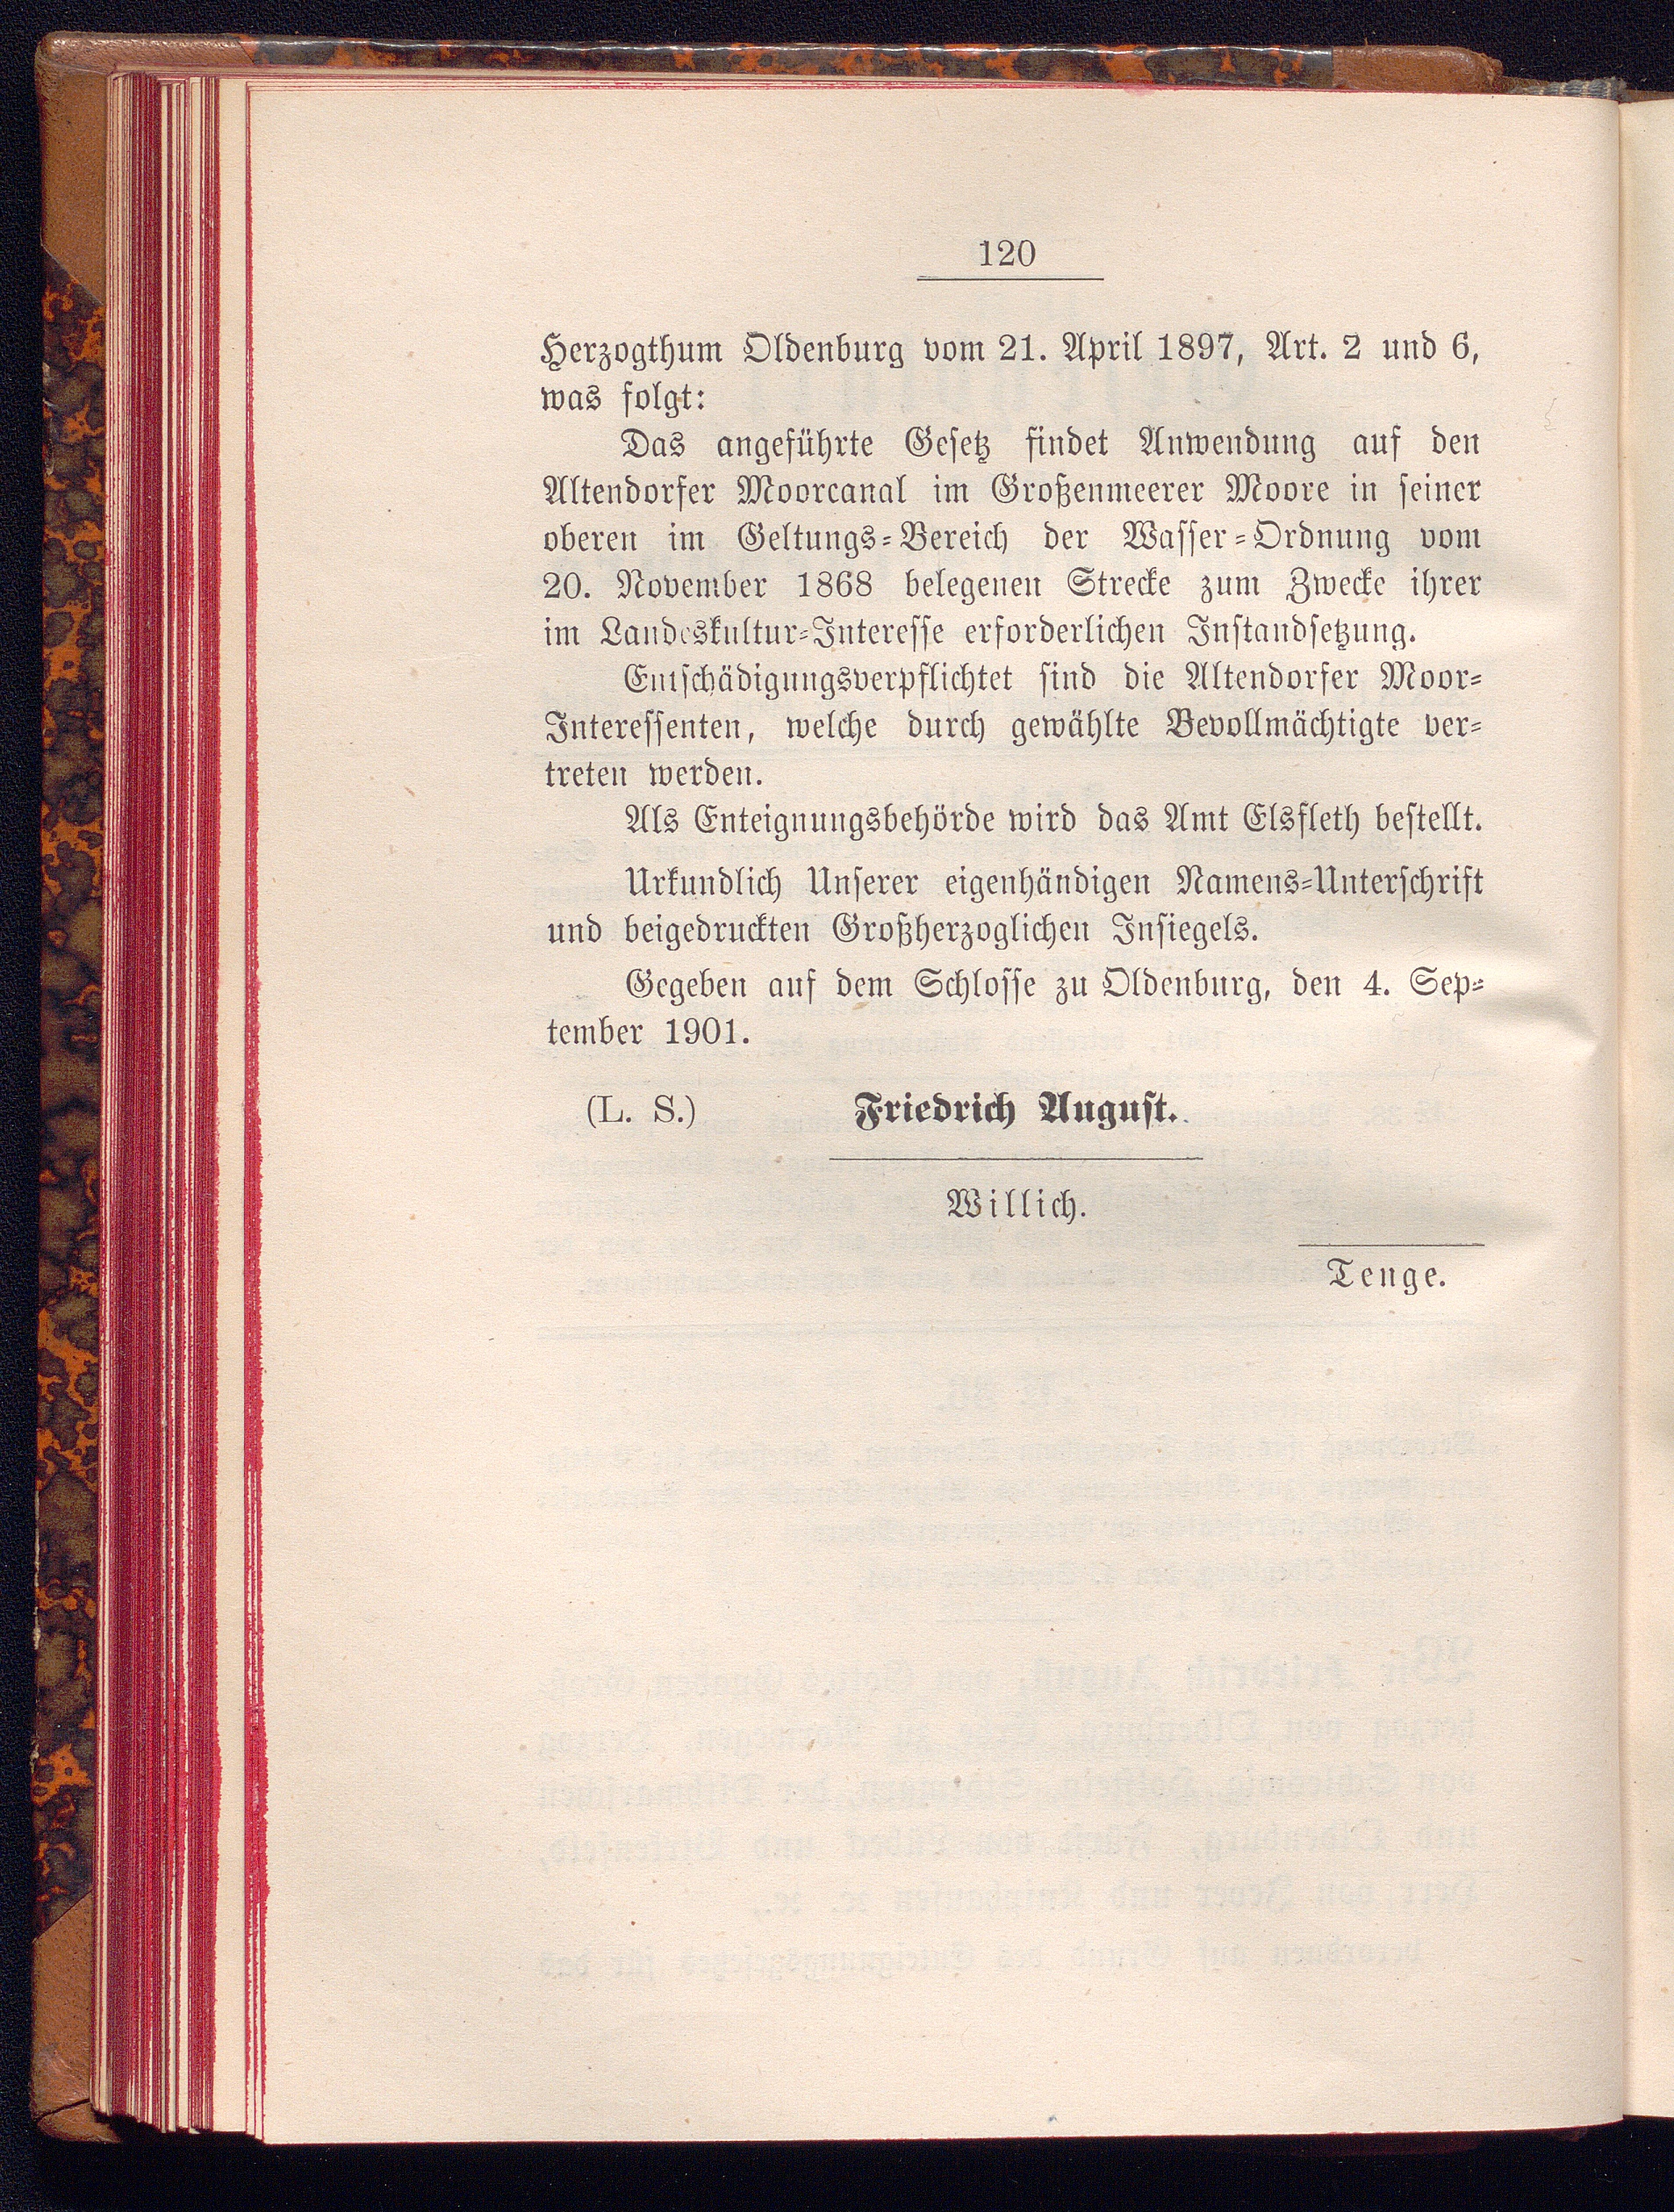 120
Herzogthum Oldenburg vom 21. April 1897, Art. 2 und 6,
was folgt:
Das angeführte Gesetz findet Anwendung auf den
Altendorfer Moorcanal im Großenmeerer Moore in seiner
oberen im Geltungs-Bereich der Wasser-Ordnung vom
20. November 1868 belegenen Strecke zum Zwecke ihrer
im Landeskultur-Interesse erforderlichen Instandsetzung.
Entschädigungsverpflichtet sind die Altendorfer Moor-
Interessenten, welche durch gewählte Bevollmächtigte ver-
treten werden.
Als Enteignungsbehörde wird das Amt Elsfleth bestellt.
Urkundlich Unserer eigenhändigen Namens-Unterschrift
und beigedruckten Großherzoglichen Insiegels.
Gegeben auf dem Schlosse zu Oldenburg, den 4. Sep-
tember 1901.
(L. S.) Friedrich August.
Willich.
Tenge.